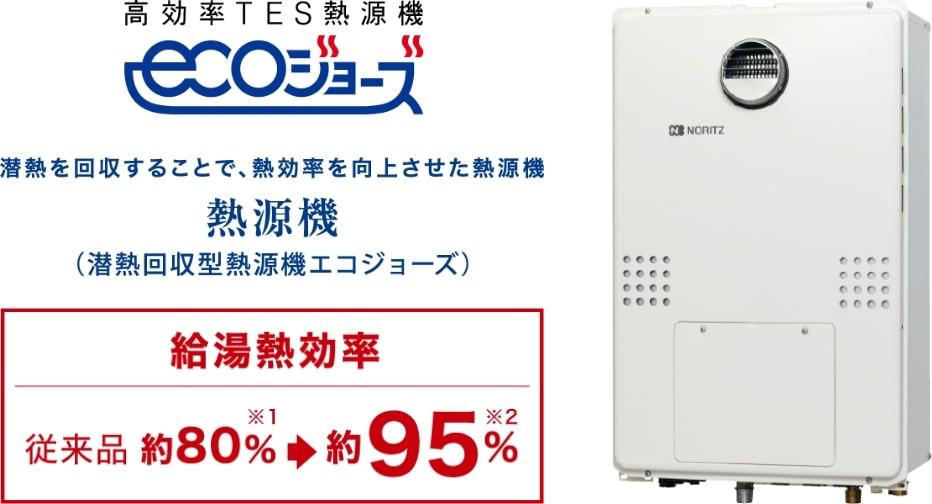 高効率TES熱源機
ecoジョーズ
潜熱を回収することで、熱効率を向上させた熱源機
熱源機
（潜熱回収型熱源機エコジョーズ）
給湯熱効率
従来品 約80%※1 ➡ 約95%※2
NORITZ